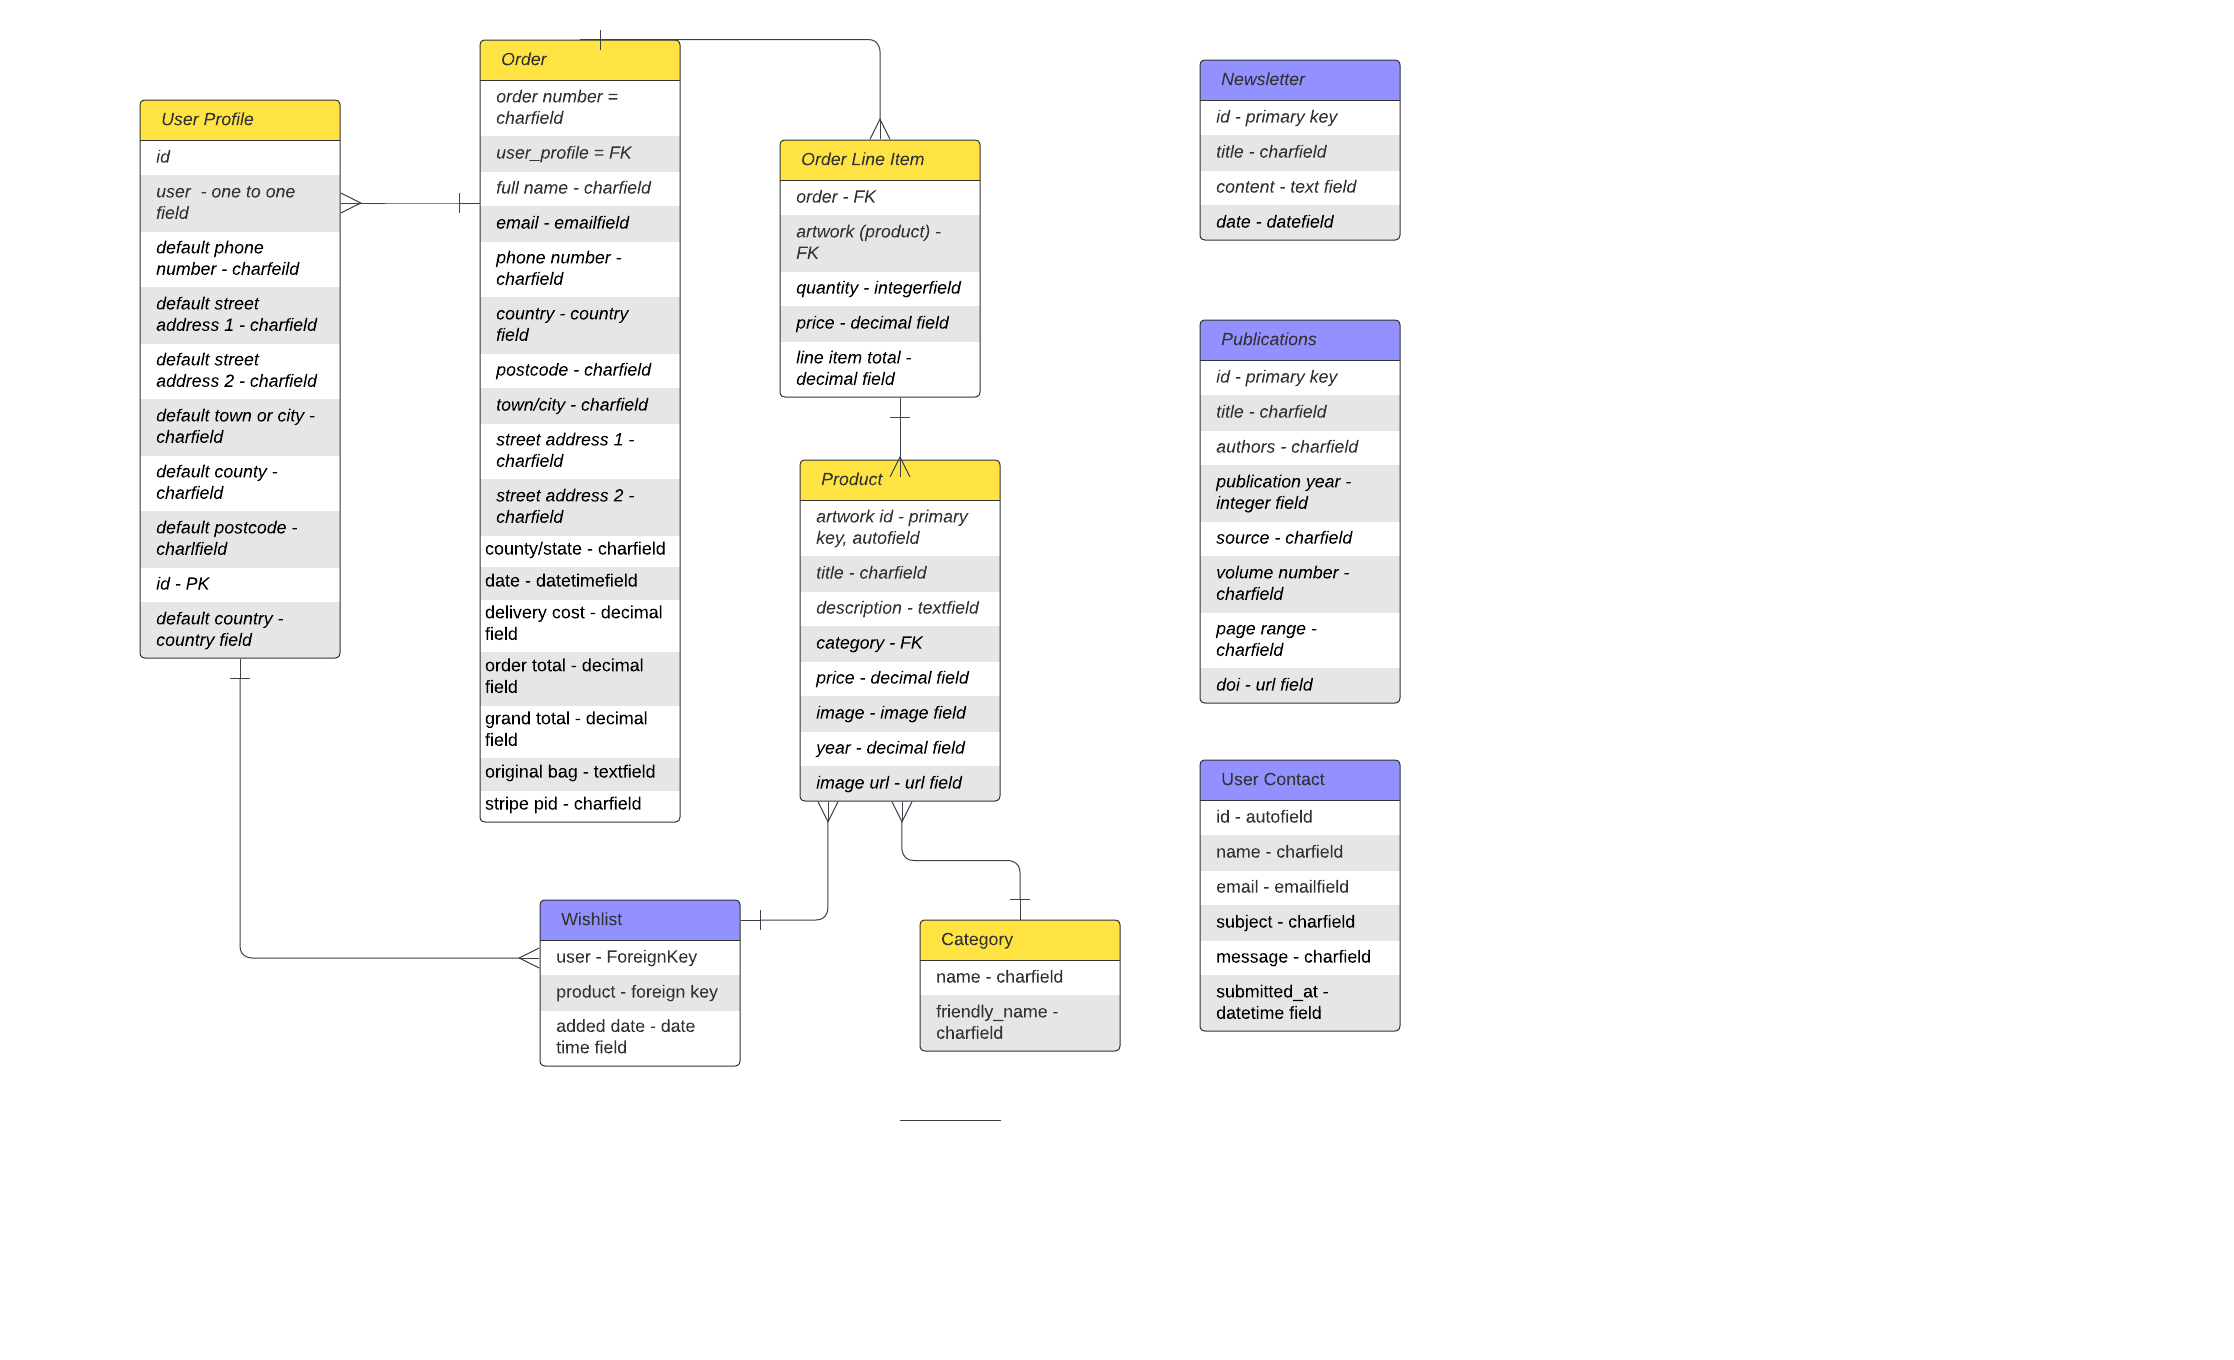 User Profile
id
user  - one to one
field
default phone
number - charfeild
default street
address 1 - charfield
default street
address 2 - charfield
default town or city -
charfield
default county -
charfield
default postcode -
charlfield
id - PK
default country -
country field
Order
order number =
charfield
user_profile = FK
full name - charfield
email - emailfield
phone number -
charfield
country - country
field
postcode - charfield
town/city - charfield
street address 1 -
charfield
street address 2 -
charfield
county/state - charfield
date - datetimefield
delivery cost - decimal
field
order total - decimal
field
grand total - decimal
field
original bag - textfield
stripe pid - charfield
Order Line Item
order - FK
artwork (product) -
FK
quantity - integerfield
price - decimal field
line item total -
decimal field
Product
artwork id - primary
key, autofield
title - charfield
description - textfield
category - FK
price - decimal field
image - image field
year - decimal field
image url - url field
Wishlist
user - ForeignKey
product - foreign key
added date - date
time field
Category
name - charfield
friendly_name -
charfield
Newsletter
id - primary key
title - charfield
content - text field
date - datefield
Publications
id - primary key
title - charfield
authors - charfield
publication year -
integer field
source - charfield
volume number -
charfield
page range -
charfield
doi - url field
User Contact
id - autofield
name - charfield
email - emailfield
subject - charfield
message - charfield
submitted_at -
datetime field